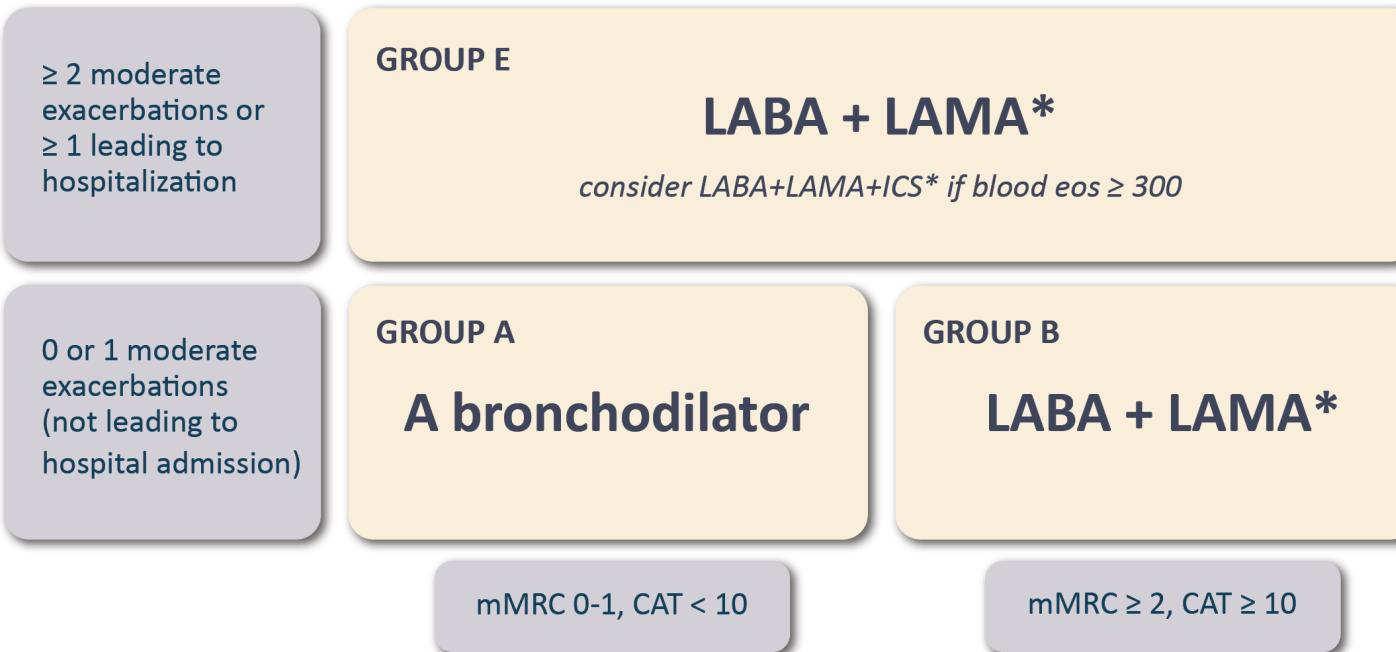 ≥ 2 moderate
exacerbations or
≥ 1 leading to
hospitalization
GROUP E
LABA + LAMA*
consider LABA+LAMA+ICS* if blood eos ≥ 300
0 or 1 moderate
exacerbations
(not leading to
hospital admission)
GROUP A
A bronchodilator
GROUP B
LABA + LAMA*
mMRC 0-1, CAT < 10
mMRC ≥ 2, CAT ≥ 10